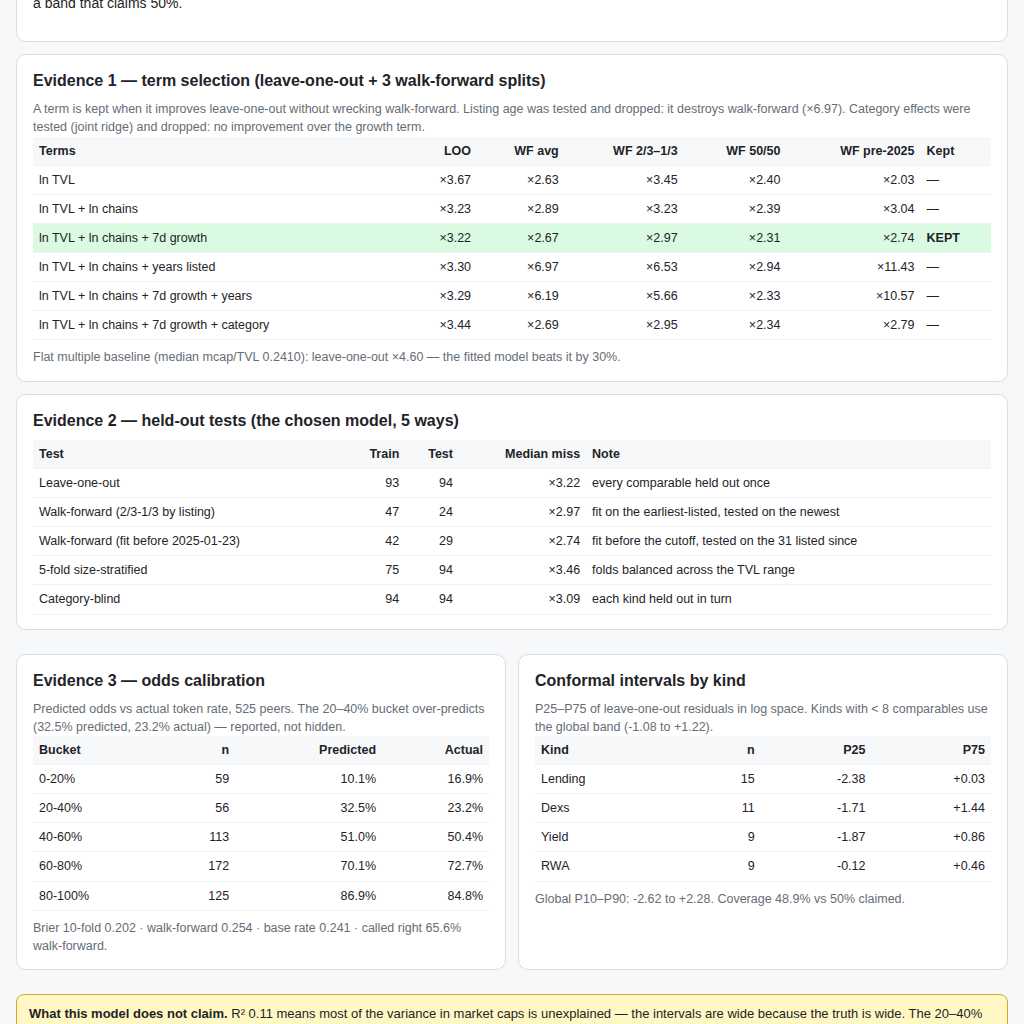 a band that claims 50%.
Evidence 1 — term selection (leave-one-out + 3 walk-forward splits)
A term is kept when it improves leave-one-out without wrecking walk-forward. Listing age was tested and dropped: it destroys walk-forward (×6.97). Category effects were
tested (joint ridge) and dropped: no improvement over the growth term.
Terms LOO WF avg WF 2/3–1/3 WF 50/50 WF pre-2025 Kept
ln TVL ×3.67 ×2.63 ×3.45 ×2.40 ×2.03 —
ln TVL + ln chains ×3.23 ×2.89 ×3.23 ×2.39 ×3.04 —
ln TVL + ln chains + 7d growth ×3.22 ×2.67 ×2.97 ×2.31 ×2.74 KEPT
ln TVL + ln chains + years listed ×3.30 ×6.97 ×6.53 ×2.94 ×11.43 —
ln TVL + ln chains + 7d growth + years ×3.29 ×6.19 ×5.66 ×2.33 ×10.57 —
ln TVL + ln chains + 7d growth + category ×3.44 ×2.69 ×2.95 ×2.34 ×2.79 —
Flat multiple baseline (median mcap/TVL 0.2410): leave-one-out ×4.60 — the fitted model beats it by 30%.
Evidence 2 — held-out tests (the chosen model, 5 ways)
Test Train Test Median miss Note
Leave-one-out 93 94 ×3.22 every comparable held out once
Walk-forward (2/3-1/3 by listing) 47 24 ×2.97 fit on the earliest-listed, tested on the newest
Walk-forward (fit before 2025-01-23) 42 29 ×2.74 fit before the cutoff, tested on the 31 listed since
5-fold size-stratified 75 94 ×3.46 folds balanced across the TVL range
Category-blind 94 94 ×3.09 each kind held out in turn
Evidence 3 — odds calibration
Predicted odds vs actual token rate, 525 peers. The 20–40% bucket over-predicts
(32.5% predicted, 23.2% actual) — reported, not hidden.
Bucket n Predicted Actual
0-20% 59 10.1% 16.9%
20-40% 56 32.5% 23.2%
40-60% 113 51.0% 50.4%
60-80% 172 70.1% 72.7%
80-100% 125 86.9% 84.8%
Brier 10-fold 0.202 · walk-forward 0.254 · base rate 0.241 · called right 65.6%
walk-forward.
Conformal intervals by kind
P25–P75 of leave-one-out residuals in log space. Kinds with < 8 comparables use
the global band (-1.08 to +1.22).
Kind n P25 P75
Lending 15 -2.38 +0.03
Dexs 11 -1.71 +1.44
Yield 9 -1.87 +0.86
RWA 9 -0.12 +0.46
Global P10–P90: -2.62 to +2.28. Coverage 48.9% vs 50% claimed.
What this model does not claim. R² 0.11 means most of the variance in market caps is unexplained — the intervals are wide because the truth is wide. The 20–40%